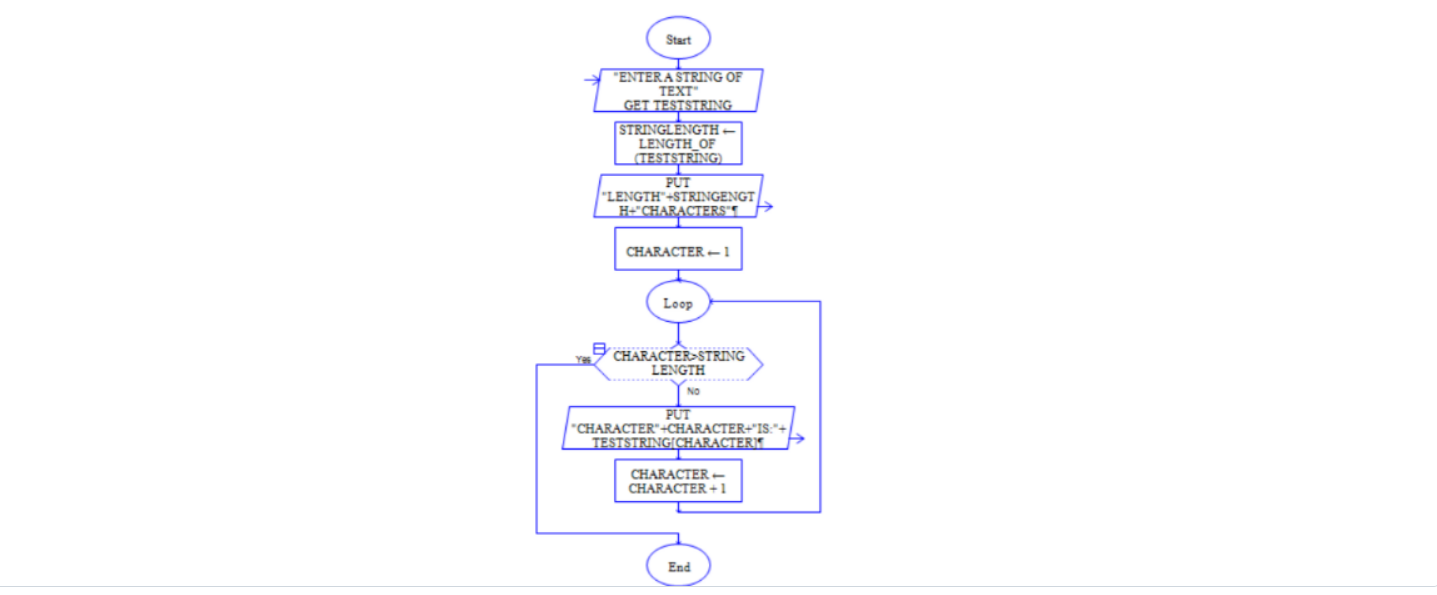 Start
"ENTER A STRING OF
TEXT"
GET TESTSTRING
STRINGLENGTH ←
LENGTH_OF
(TESTSTRING)
PUT
"LENGTH"+STRINGENGT
H+"CHARACTERS"¶
CHARACTER ← 1
Loop
CHARACTER>STRING
LENGTH
Yes
No
PUT
"CHARACTER"+CHARACTER+"IS:"+
TESTSTRING[CHARACTER]¶
CHARACTER ←
CHARACTER + 1
End